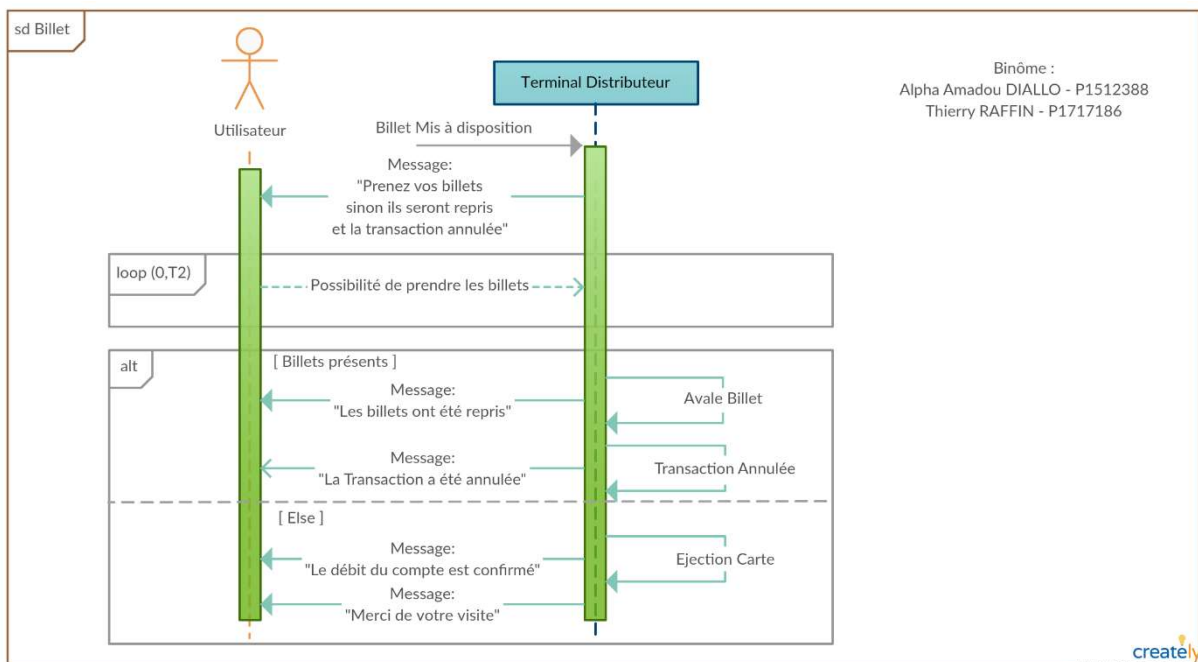 sd Billet
Utilisateur
Terminal Distributeur
Binôme :
Alpha Amadou DIALLO - P1512388
Thierry RAFFIN - P1717186
Billet Mis à disposition
Message:
"Prenez vos billets
sinon ils seront repris
et la transaction annulée"
loop (0,T2)
Possibilité de prendre les billets
alt
[ Billets présents ]
Message:
"Les billets ont été repris"
Avale Billet
Message:
"La Transaction a été annulée"
Transaction Annulée
[ Else ]
Message:
"Le débit du compte est confirmé"
Ejection Carte
Message:
"Merci de votre visite"
creately